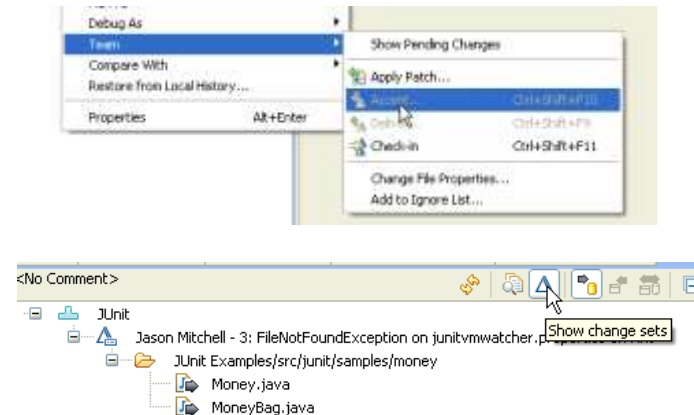 Debug As
Team
Compare With
Restore from Local History...
Properties Alt+Enter
Show Pending Changes
Apply Patch...
Accept... Ctrl+Shift+F10
Ctrl+Shift+F9
Check-in Ctrl+Shift+F11
Change File Properties...
Add to Ignore List...
<No Comment>
JUnit
Jason Mitchell - 3: FileNotFoundException on junitvmwatcher.
Show change sets
JUnit Examples/src/junit/samples/money
Money.java
MoneyBag.java